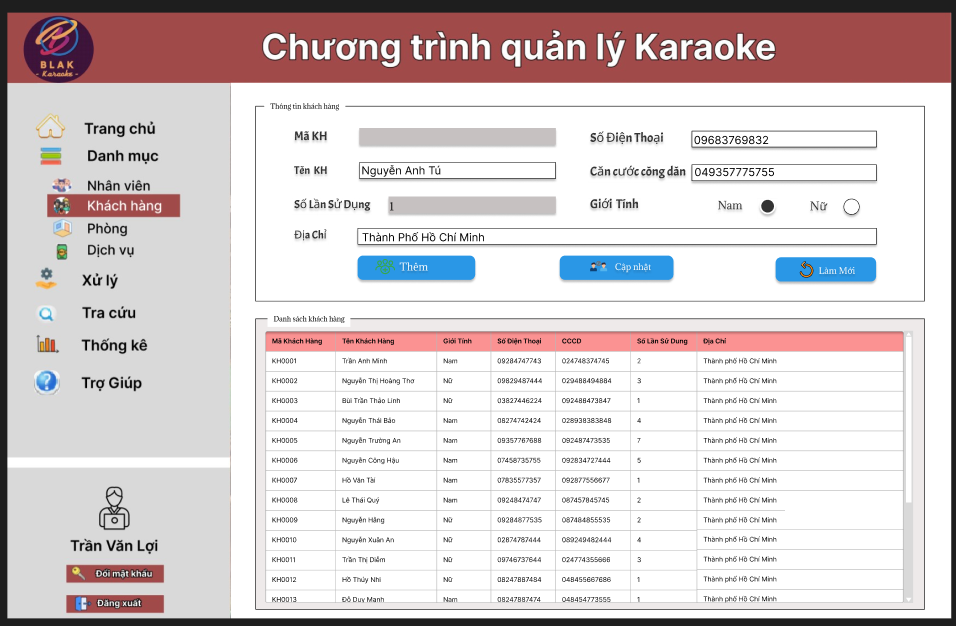 BLAK
- Karaoke -
Chương trình quản lý Karaoke
Trang chủ
Danh mục
Nhân viên
Khách hàng
Phòng
Dịch vụ
Xử lý
Tra cứu
Thống kê
Trợ Giúp
Trần Văn Lợi
Đổi mật khẩu
Đăng xuất
Thông tin khách hàng
Mã KH
Số Điện Thoại 09683769832
Tên KH Nguyễn Anh Tú
Căn cước công dân 049357775755
Số Lần Sử Dụng 1
Giới Tính Nam Nữ
Địa Chỉ Thành Phố Hồ Chí Minh
Thêm Cập nhật Làm Mới
Danh sách khách hàng
Mã Khách Hàng Tên Khách Hàng Giới Tính Số Điện Thoại CCCD Số Lần Sử Dung Địa Chỉ
KH0001 Trần Anh Minh Nam 09284747743 024748374745 2 Thành phố Hồ Chí Minh
KH0002 Nguyễn Thị Hoàng Thơ Nữ 09829487444 029488494884 3 Thành phố Hồ Chí Minh
KH0003 Bùi Trần Thảo Linh Nữ 03827446224 092488473847 1 Thành phố Hồ Chí Minh
KH0004 Nguyễn Thái Bảo Nam 08274742424 028938383848 4 Thành phố Hồ Chí Minh
KH0005 Nguyễn Trường An Nam 09357767688 092487473535 7 Thành phố Hồ Chí Minh
KH0006 Nguyễn Công Hậu Nam 07458735755 092834727444 5 Thành phố Hồ Chí Minh
KH0007 Hồ Văn Tài Nam 07835577357 092877556677 1 Thành phố Hồ Chí Minh
KH0008 Lê Thái Quý Nam 09248474747 087457845745 2 Thành phố Hồ Chí Minh
KH0009 Nguyễn Hằng Nữ 09284877535 087484855535 2 Thành phố Hồ Chí Minh
KH0010 Nguyễn Xuân An Nữ 02874787444 089249482444 4 Thành phố Hồ Chí Minh
KH0011 Trần Thị Diễm Nữ 09746737644 024774355666 3 Thành phố Hồ Chí Minh
KH0012 Hồ Thúy Nhi Nữ 08247887484 048455667686 1 Thành phố Hồ Chí Minh
KH0013 Đỗ Duy Mạnh Nam 08247887474 048454773555 1 Thành phố Hồ Chí Minh